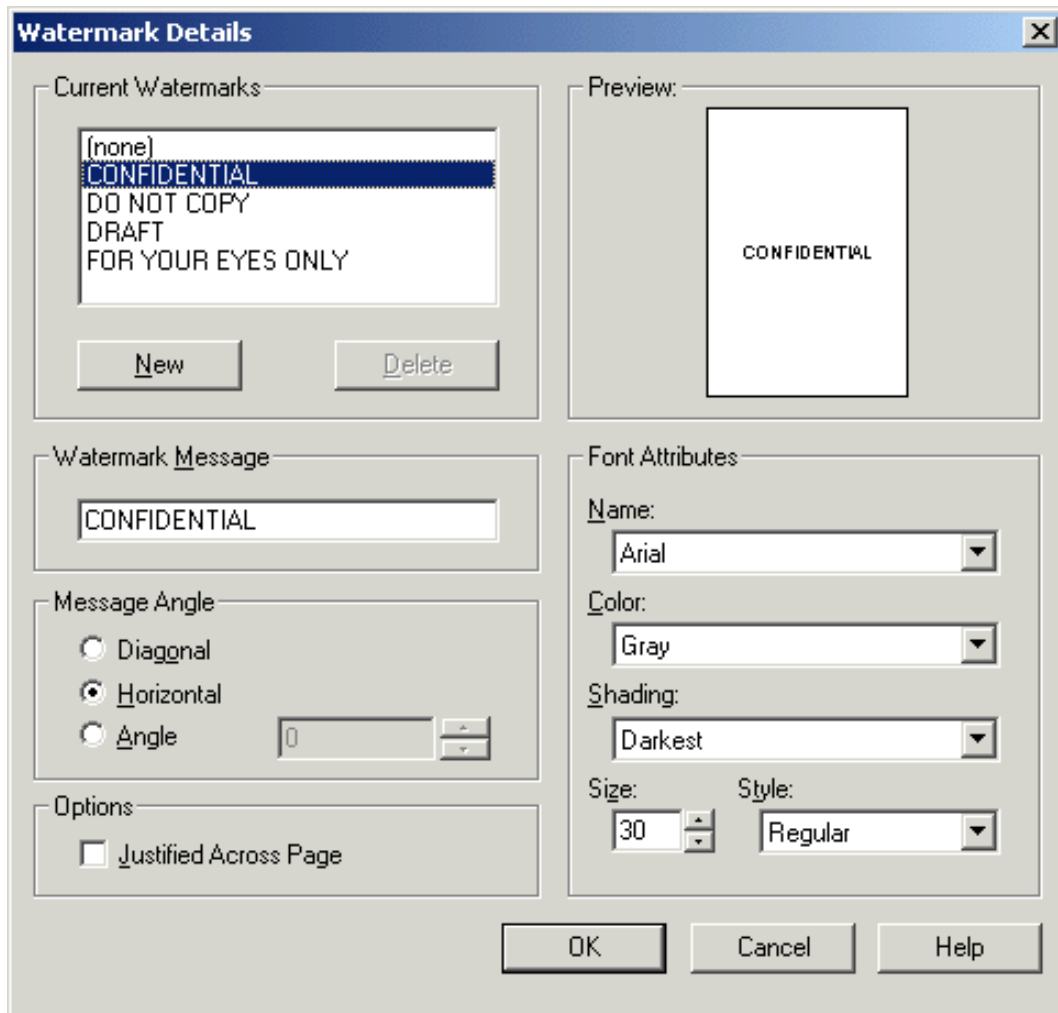 Watermark Details
Current Watermarks
(none)
CONFIDENTIAL
DO NOT COPY
DRAFT
FOR YOUR EYES ONLY
New
Delete
Preview:
CONFIDENTIAL
Watermark Message
CONFIDENTIAL
Message Angle
Diagonal
Horizontal
Angle
0
Options
Justified Across Page
Font Attributes
Name:
Arial
Color:
Gray
Shading:
Darkest
Size:
30
Style:
Regular
OK
Cancel
Help